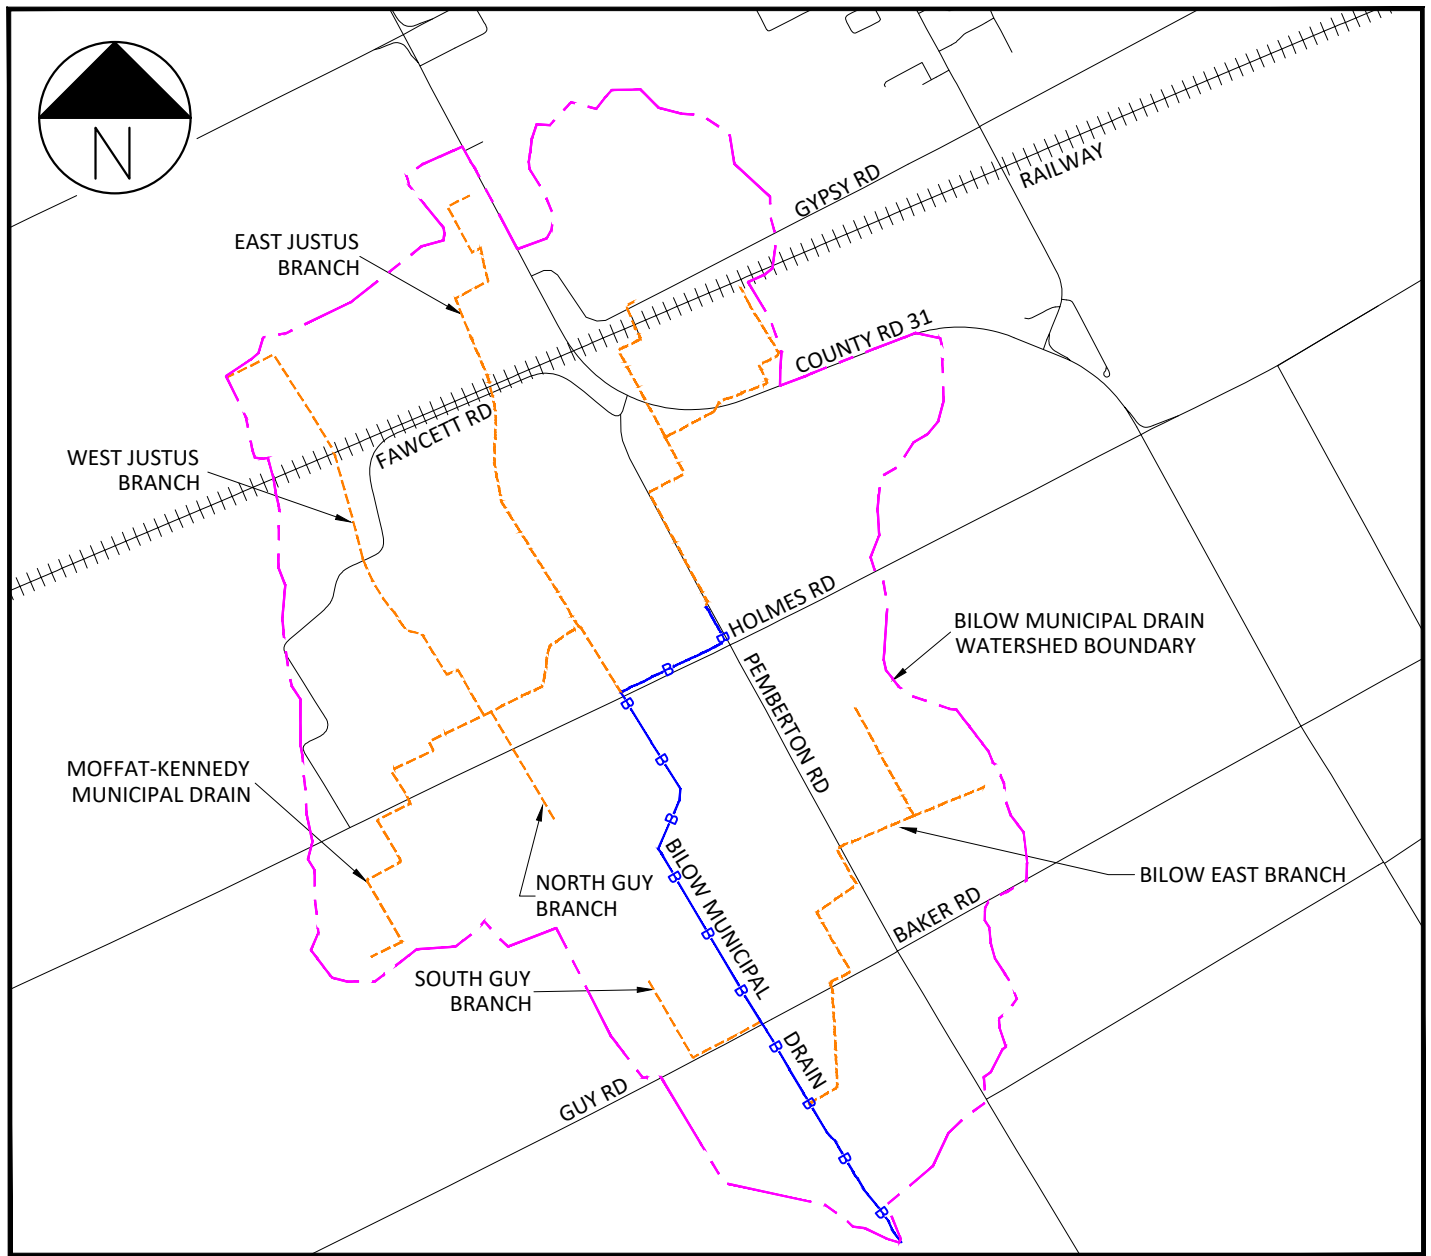 N
GYPSY RD
RAILWAY
EAST JUSTUS
BRANCH
COUNTY RD 31
FAWCETT RD
WEST JUSTUS
BRANCH
HOLMES RD
BILOW MUNICIPAL DRAIN
WATERSHED BOUNDARY
PEMBERTON RD
MOFFAT-KENNEDY
MUNICIPAL DRAIN
NORTH GUY
BRANCH
BILOW MUNICIPAL
DRAIN
BILOW EAST BRANCH
BAKER RD
SOUTH GUY
BRANCH
GUY RD
B
B
B
B
B
B
B
B
B
B
B
B